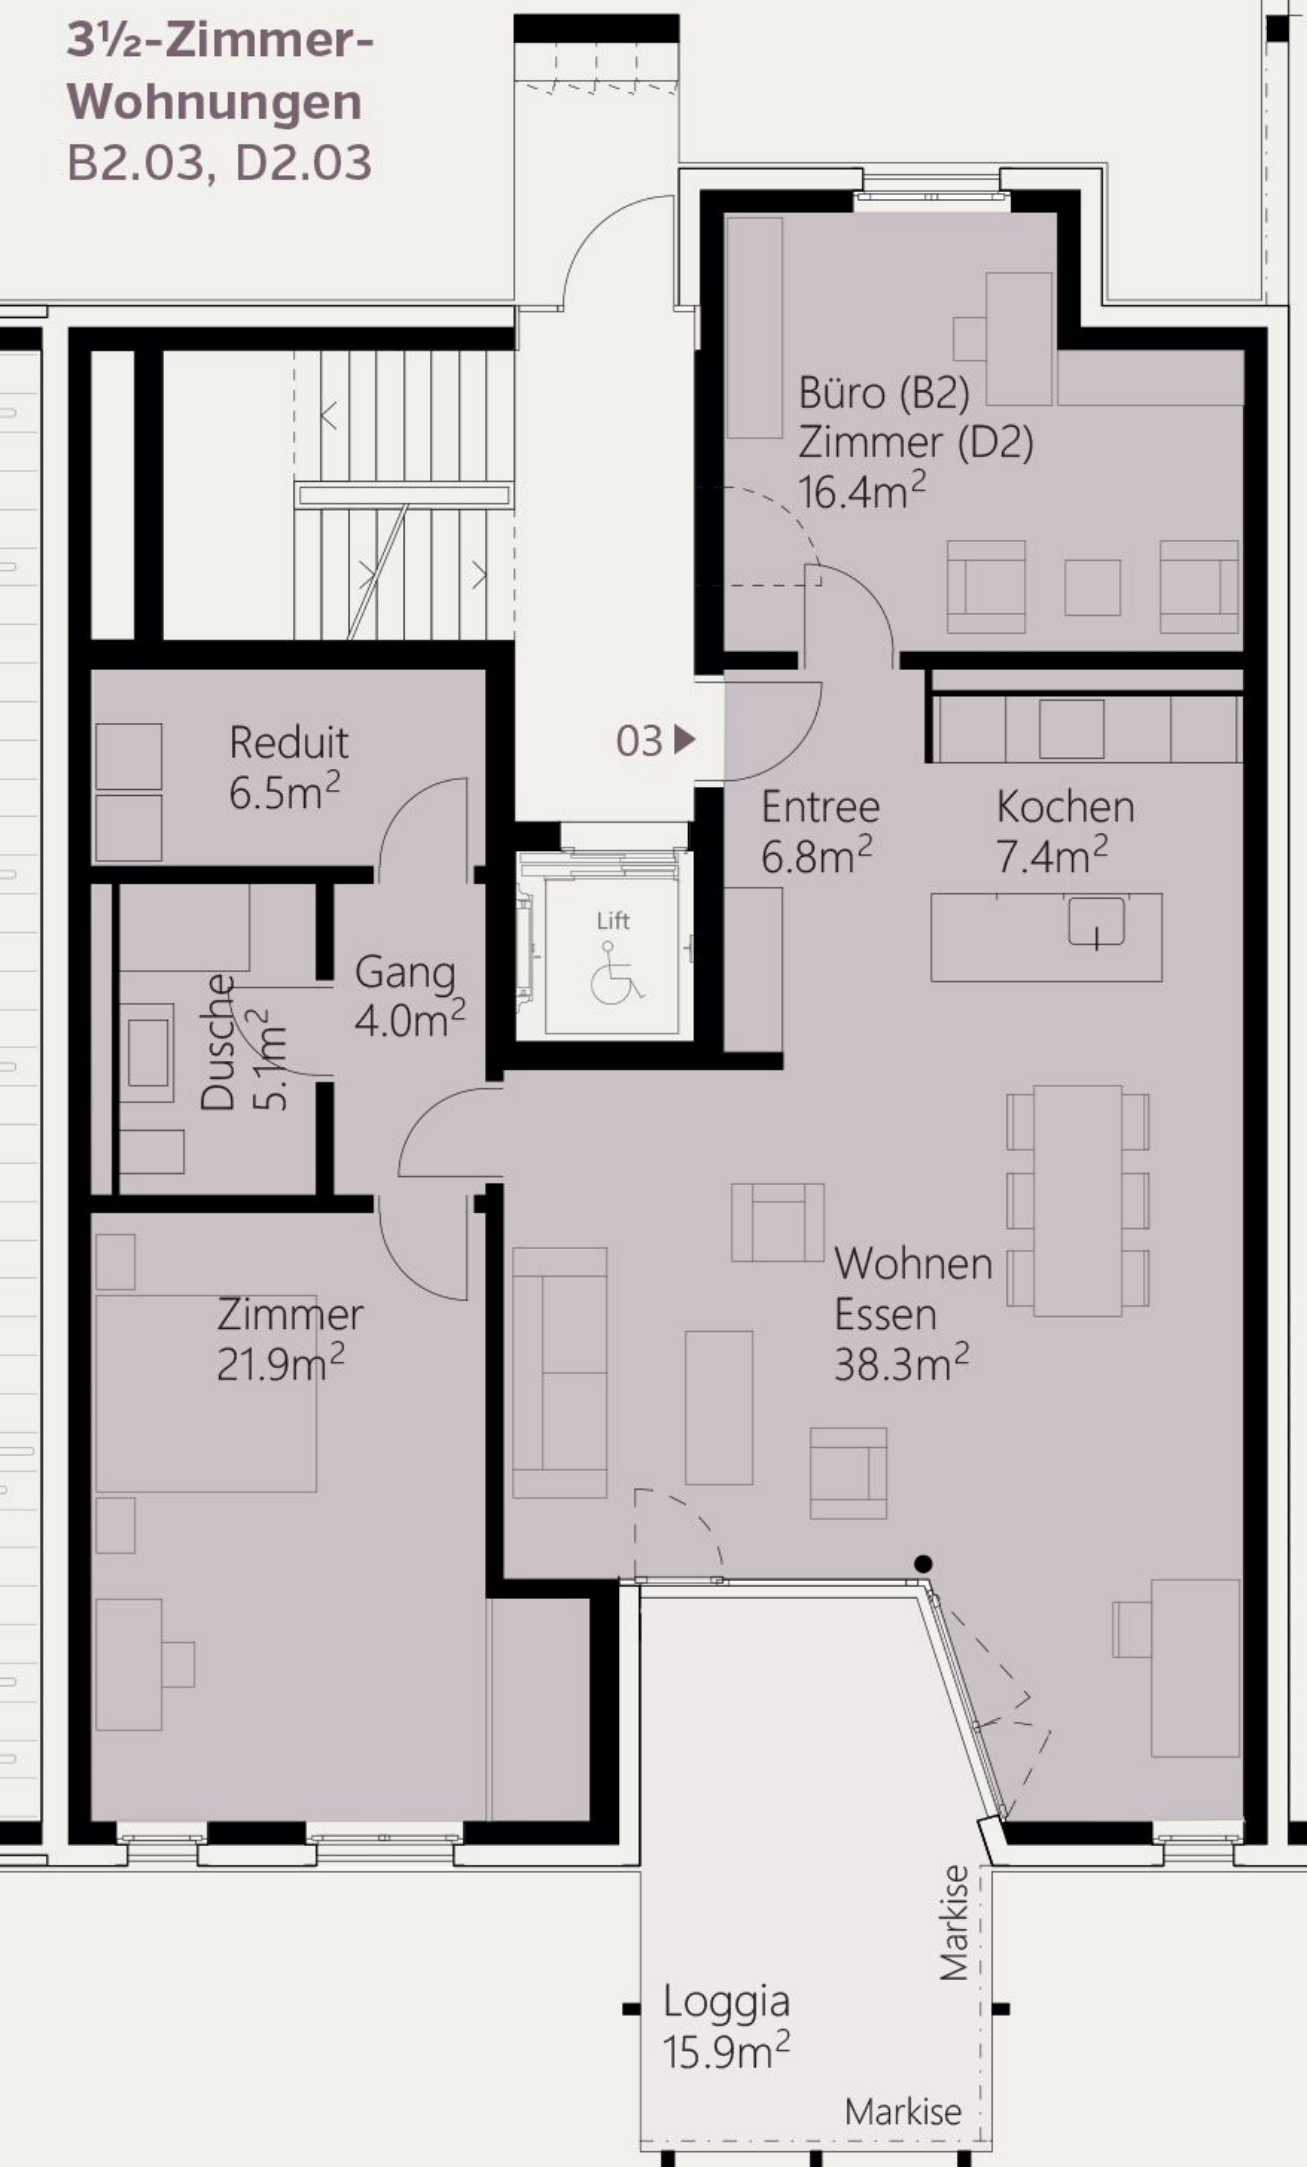 3½-Zimmer-
Wohnungen
B2.03, D2.03
Büro (B2)
Zimmer (D2)
16.4m²
Reduit
6.5m²
03
Entree
6.8m²
Kochen
7.4m²
Lift
Gang
4.0m²
Dusche
5.1m²
Wohnen
Essen
38.3m²
Zimmer
21.9m²
Markise
Loggia
15.9m²
Markise